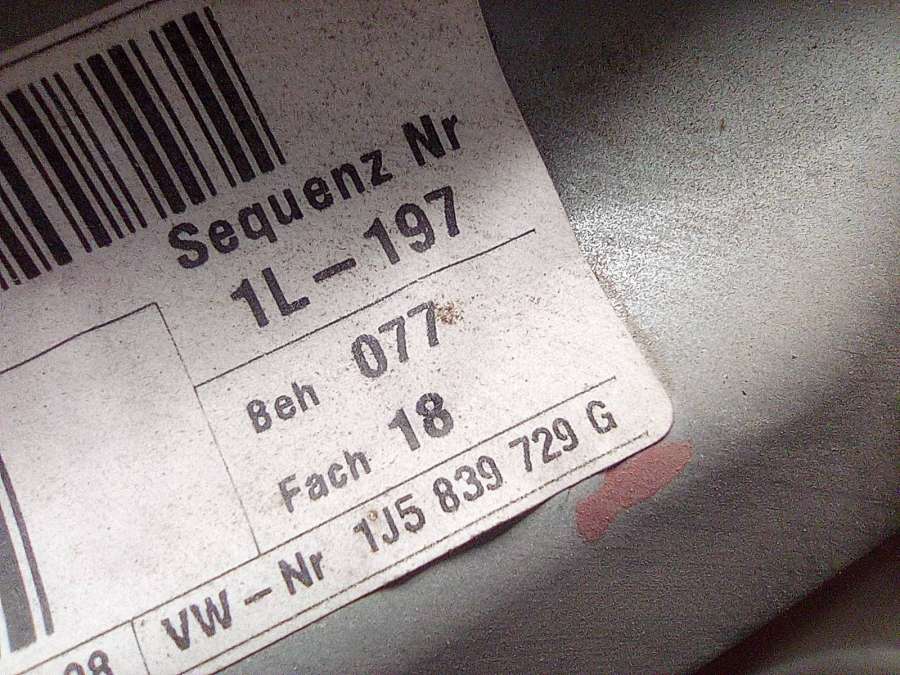 Sequenz Nr
1L-197
Beh 077
Fach 18
VW-Nr 1J5 839 729 G